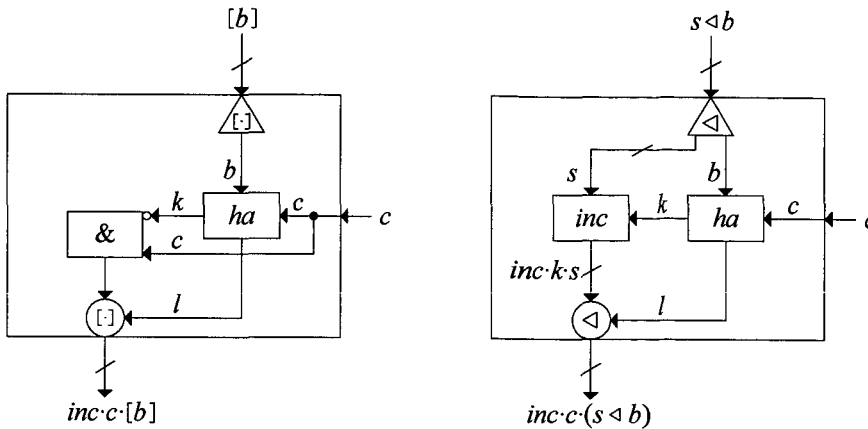 [b]
s ⊲ b
[·]
⊲
b
s
b
k
ha
c
c
inc
k
ha
c
&
c
inc·k·s
[·]
l
⊲
l
inc·c·[b]
inc·c·(s ⊲ b)